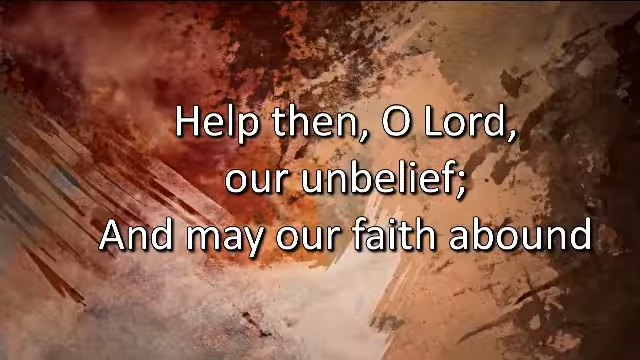 Help then, O Lord,
our unbelief;
And may our faith abound